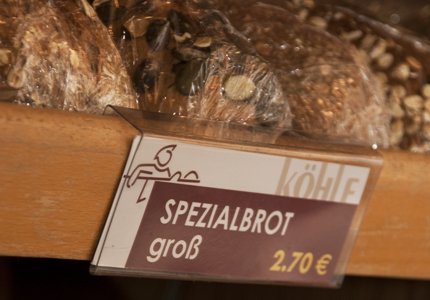 köhle
SPEZIALBROT
groß
2.70 €